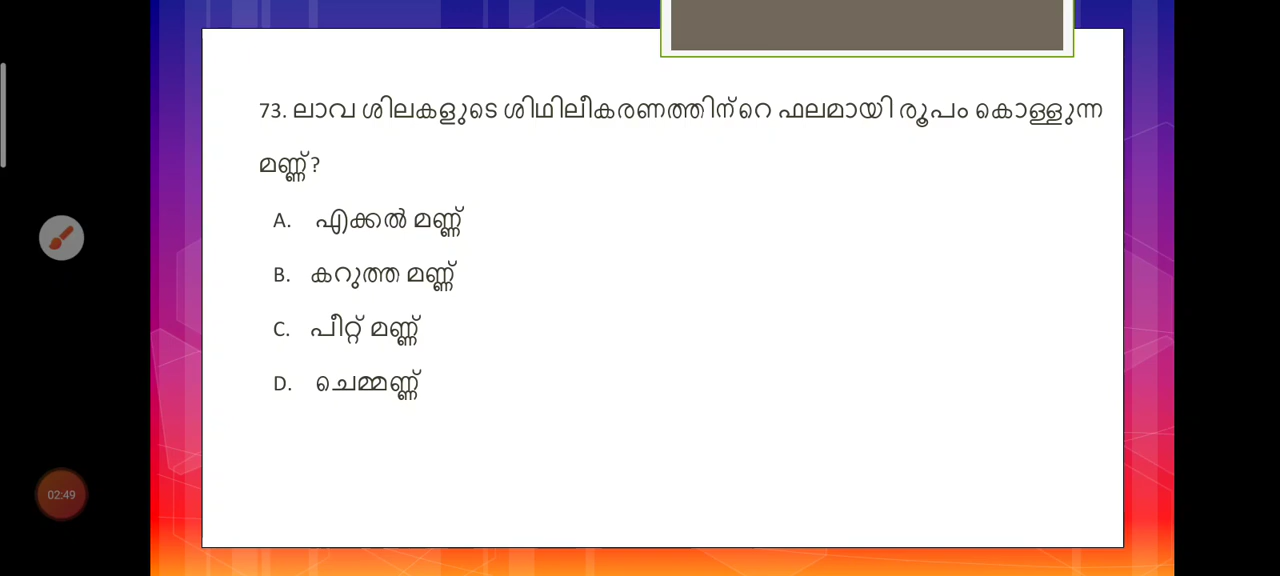 73. ലാവ ശിലകളുടെ ശിഥിലീകരണത്തിന്റെ ഫലമായി രൂപം കൊള്ളുന്ന
മണ്ണ്?
A. എക്കൽ മണ്ണ്
B. കറുത്ത മണ്ണ്
C. പീറ്റ് മണ്ണ്
D. ചെമ്മണ്ണ്
02:49